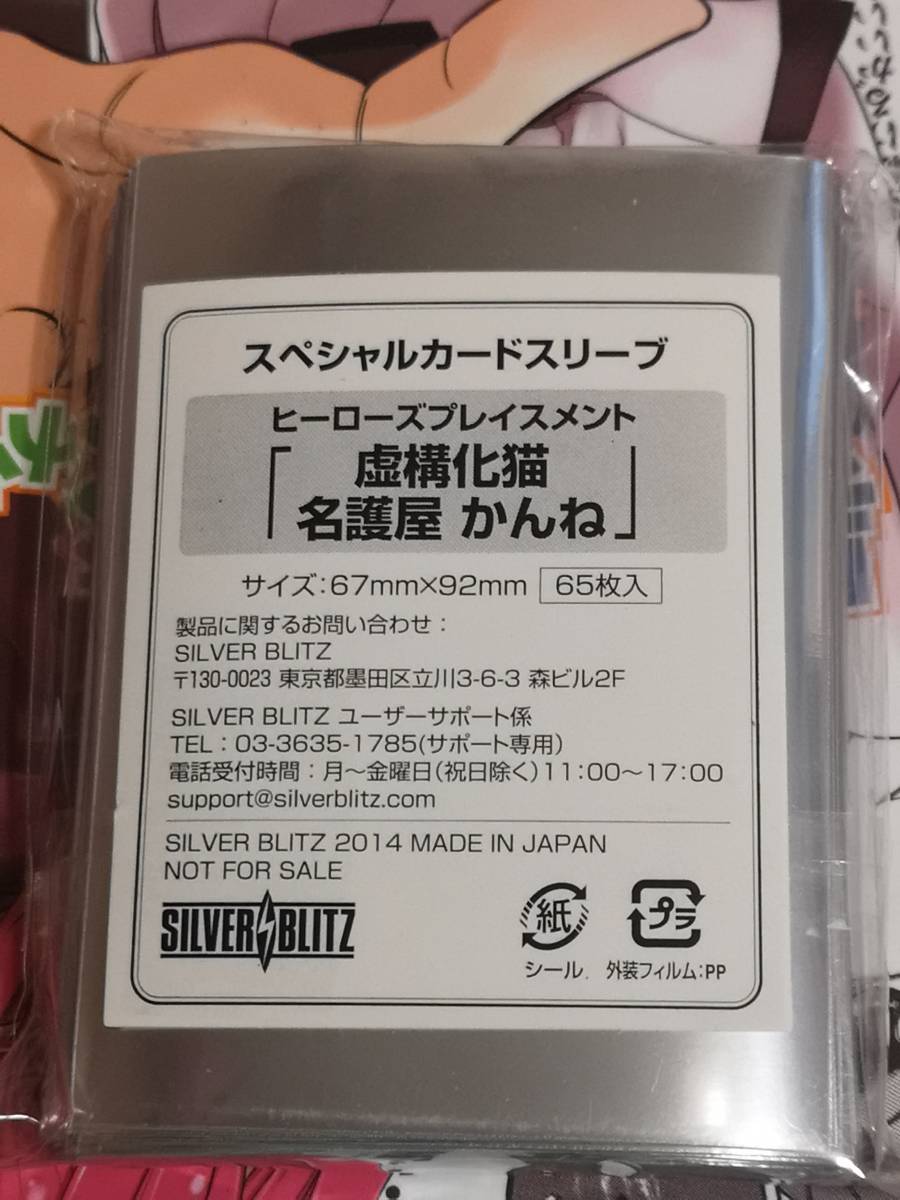 スペシャルカードスリーブ
ヒーローズプレイスメント
「虚構化猫
名護屋 かんね」
サイズ：67mm×92mm 65枚入
製品に関するお問い合わせ：
SILVER BLITZ
〒130-0023 東京都墨田区立川3-6-3 森ビル2F
SILVER BLITZ ユーザーサポート係
TEL：03-3635-1785(サポート専用)
電話受付時間：月～金曜日(祝日除く)11:00～17:00
support@silverblitz.com
SILVER BLITZ 2014 MADE IN JAPAN
NOT FOR SALE
SILVER BLITZ
紙 プラ
シール 外装フィルム：PP